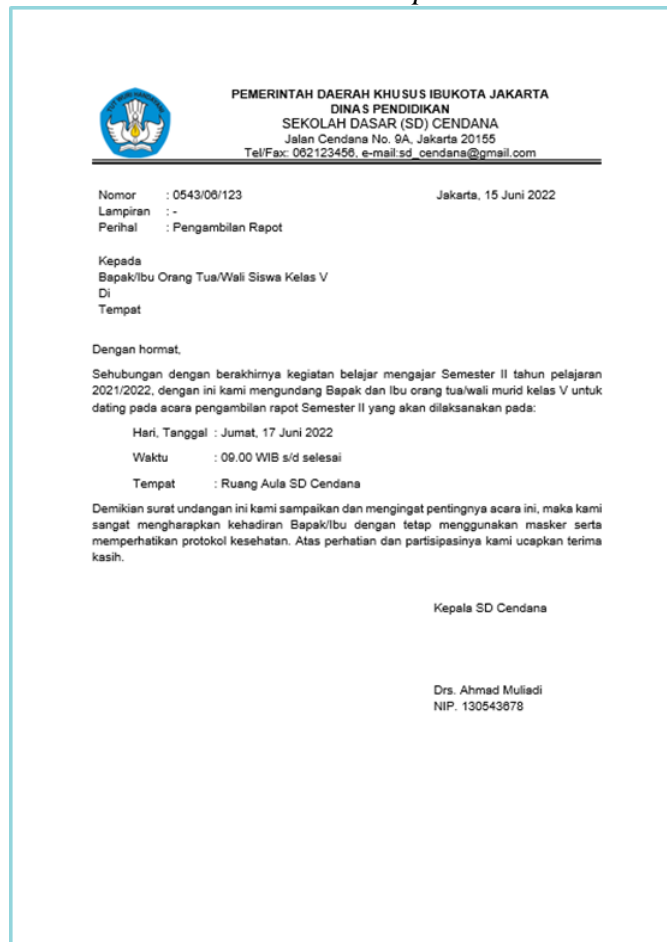 PEMERINTAH DAERAH KHUSUS IBUKOTA JAKARTA
DINAS PENDIDIKAN
SEKOLAH DASAR (SD) CENDANA
Jalan Cendana No. 9A, Jakarta 20155
Tel/Fax: 062123456, e-mail:sd_cendana@gmail.com
Nomor : 0543/06/123 Jakarta, 15 Juni 2022
Lampiran : -
Perihal : Pengambilan Rapot
Kepada
Bapak/Ibu Orang Tua/Wali Siswa Kelas V
Di
Tempat
Dengan hormat,
Sehubungan dengan berakhirnya kegiatan belajar mengajar Semester II tahun pelajaran
2021/2022, dengan ini kami mengundang Bapak dan Ibu orang tua/wali murid kelas V untuk
dating pada acara pengambilan rapot Semester II yang akan dilaksanakan pada:
Hari, Tanggal : Jumat, 17 Juni 2022
Waktu : 09.00 WIB s/d selesai
Tempat : Ruang Aula SD Cendana
Demikian surat undangan ini kami sampaikan dan mengingat pentingnya acara ini, maka kami
sangat mengharapkan kehadiran Bapak/Ibu dengan tetap menggunakan masker serta
memperhatikan protokol kesehatan. Atas perhatian dan partisipasinya kami ucapkan terima
kasih.
Kepala SD Cendana
Drs. Ahmad Muliadi
NIP. 130543678